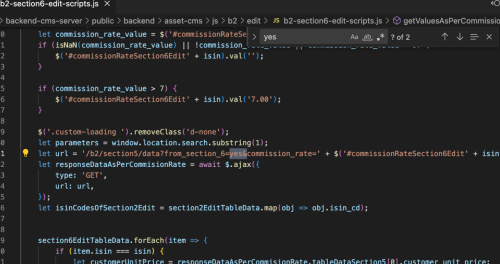 b2-section6-edit-scripts.js ×
backend-cms-server > public > backend > asset-cms > js > b2 > edit > JS b2-section6-edit-scripts.js > getValuesAsPerCommission
let commission_rate_value = $('#commissionRateSe
yes Aa ab .* ? of 2
if (isNaN(commission_rate_value) || !
$('#commissionRateSection6Edit' + isin).val('');
}
if (commission_rate_value > 7) {
$('#commissionRateSection6Edit' + isin).val('7.00');
}
$('.custom-loading ').removeClass('d-none');
let parameters = window.location.search.substring(1);
let url = '/b2/section5/data?from_section_6=yes&commission_rate=' + $('#commissionRateSection6Edit' + isin
let responseDataAsPerCommisionRate = await $.ajax({
type: 'GET',
url: url,
});
let isinCodesOfSection2Edit = section2EditTableData.map(obj => obj.isin_cd);
section6EditTableData.forEach(item => {
if (item.isin === isin) {
let customerUnitPrice = responseDataAsPerCommisionRate.tableDataSection5[0].customer_unit_price;